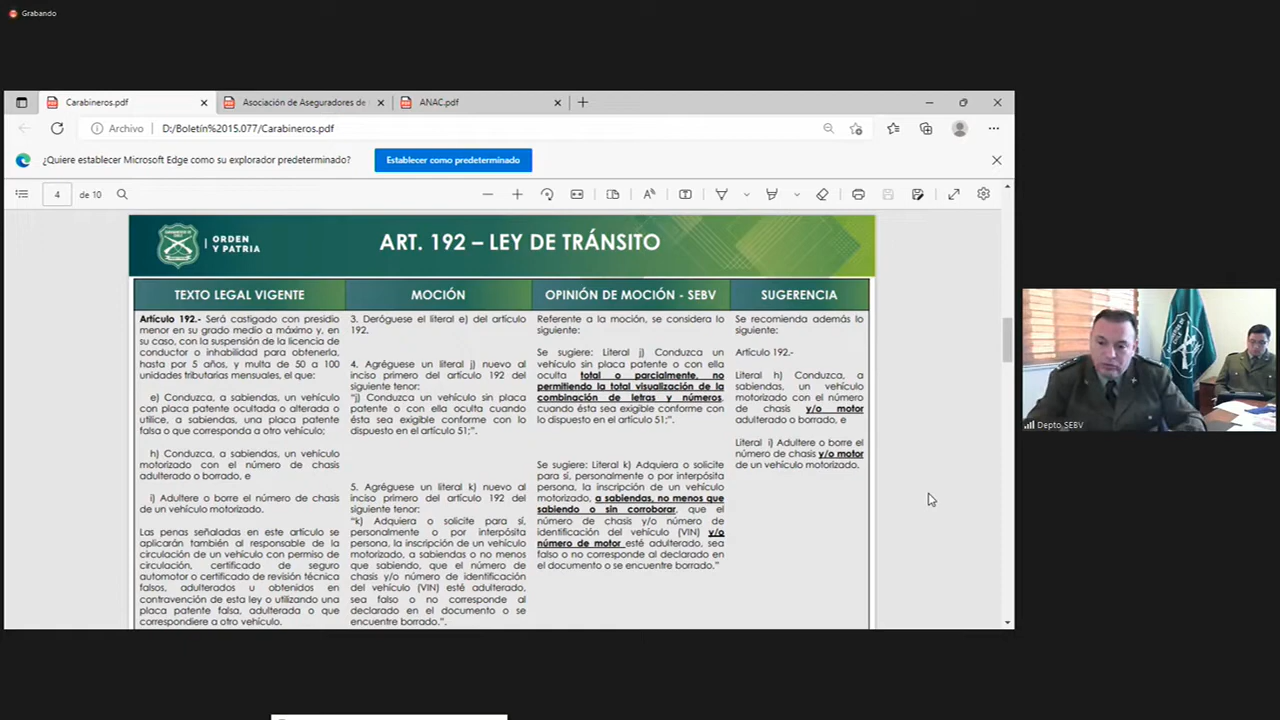 Grabando
Carabineros.pdf
Asociación de Aseguradores de
ANAC.pdf
Archivo
D:/Boletín%2015.077/Carabineros.pdf
¿Quiere establecer Microsoft Edge como su explorador predeterminado?
Establecer como predeterminado
4
de 10
ORDEN
Y PATRIA
ART. 192 – LEY DE TRÁNSITO
TEXTO LEGAL VIGENTE
Artículo 192.- Será castigado con presidio
menor en su grado medio a máximo y, en
su caso, con la suspensión de la licencia de
conductor o inhabilidad para obtenerla,
hasta por 5 años, y multa de 50 a 100
unidades tributarias mensuales, el que:
e) Conduzca, a sabiendas, un vehículo
con placa patente ocultada o alterada o
utilice, a sabiendas, una placa patente
falsa o que corresponda a otro vehículo;
h) Conduzca, a sabiendas, un vehículo
motorizado con el número de chasis
adulterado o borrado, e
i) Adultere o borre el número de chasis
de un vehículo motorizado.
Las penas señaladas en este artículo se
aplicarán también al responsable de la
circulación de un vehículo con permiso de
circulación, certificado de seguro
automotor o certificado de revisión técnica
falsos, adulterados u obtenidos en
contravención de esta ley o utilizando una
placa patente falsa, adulterada o que
correspondiere a otro vehículo.
MOCIÓN
3. Deróguese el literal e) del artículo
192.
4. Agréguese un literal j) nuevo al
inciso primero del artículo 192 del
siguiente tenor:
“j) Conduzca un vehículo sin placa
patente o con ella oculta cuando
ésta sea exigible conforme con lo
dispuesto en el artículo 51;”.
5. Agréguese un literal k) nuevo al
inciso primero del artículo 192 del
siguiente tenor:
“k) Adquiera o solicite para sí,
personalmente o por interpósita
persona, la inscripción de un vehículo
motorizado, a sabiendas o no menos
que sabiendo, que el número de
chasis y/o número de identificación
del vehículo (VIN) esté adulterado,
sea falso o no corresponde al
declarado en el documento o se
encuentre borrado.”.
OPINIÓN DE MOCIÓN - SEBV
Referente a la moción, se considera lo
siguiente:
Se sugiere: Literal j) Conduzca un
vehículo sin placa patente o con ella
oculta total o parcialmente, no
permitiendo la total visualización de la
combinación de letras y números,
cuando ésta sea exigible conforme con
lo dispuesto en el artículo 51;”.
Se sugiere: Literal k) Adquiera o solicite
para sí, personalmente o por interpósita
persona, la inscripción de un vehículo
motorizado, a sabiendas, no menos que
sabiendo o sin corroborar, que el
número de chasis y/o número de
identificación del vehículo (VIN) y/o
número de motor esté adulterado, sea
falso o no corresponde al declarado en
el documento o se encuentre borrado.”
SUGERENCIA
Se recomienda además lo
siguiente:
Artículo 192.-
Literal h) Conduzca, a
sabiendas, un vehículo
motorizado con el número
de chasis y/o motor
adulterado o borrado, e
Literal i) Adultere o borre el
número de chasis y/o motor
de un vehículo motorizado.
Depto SEBV